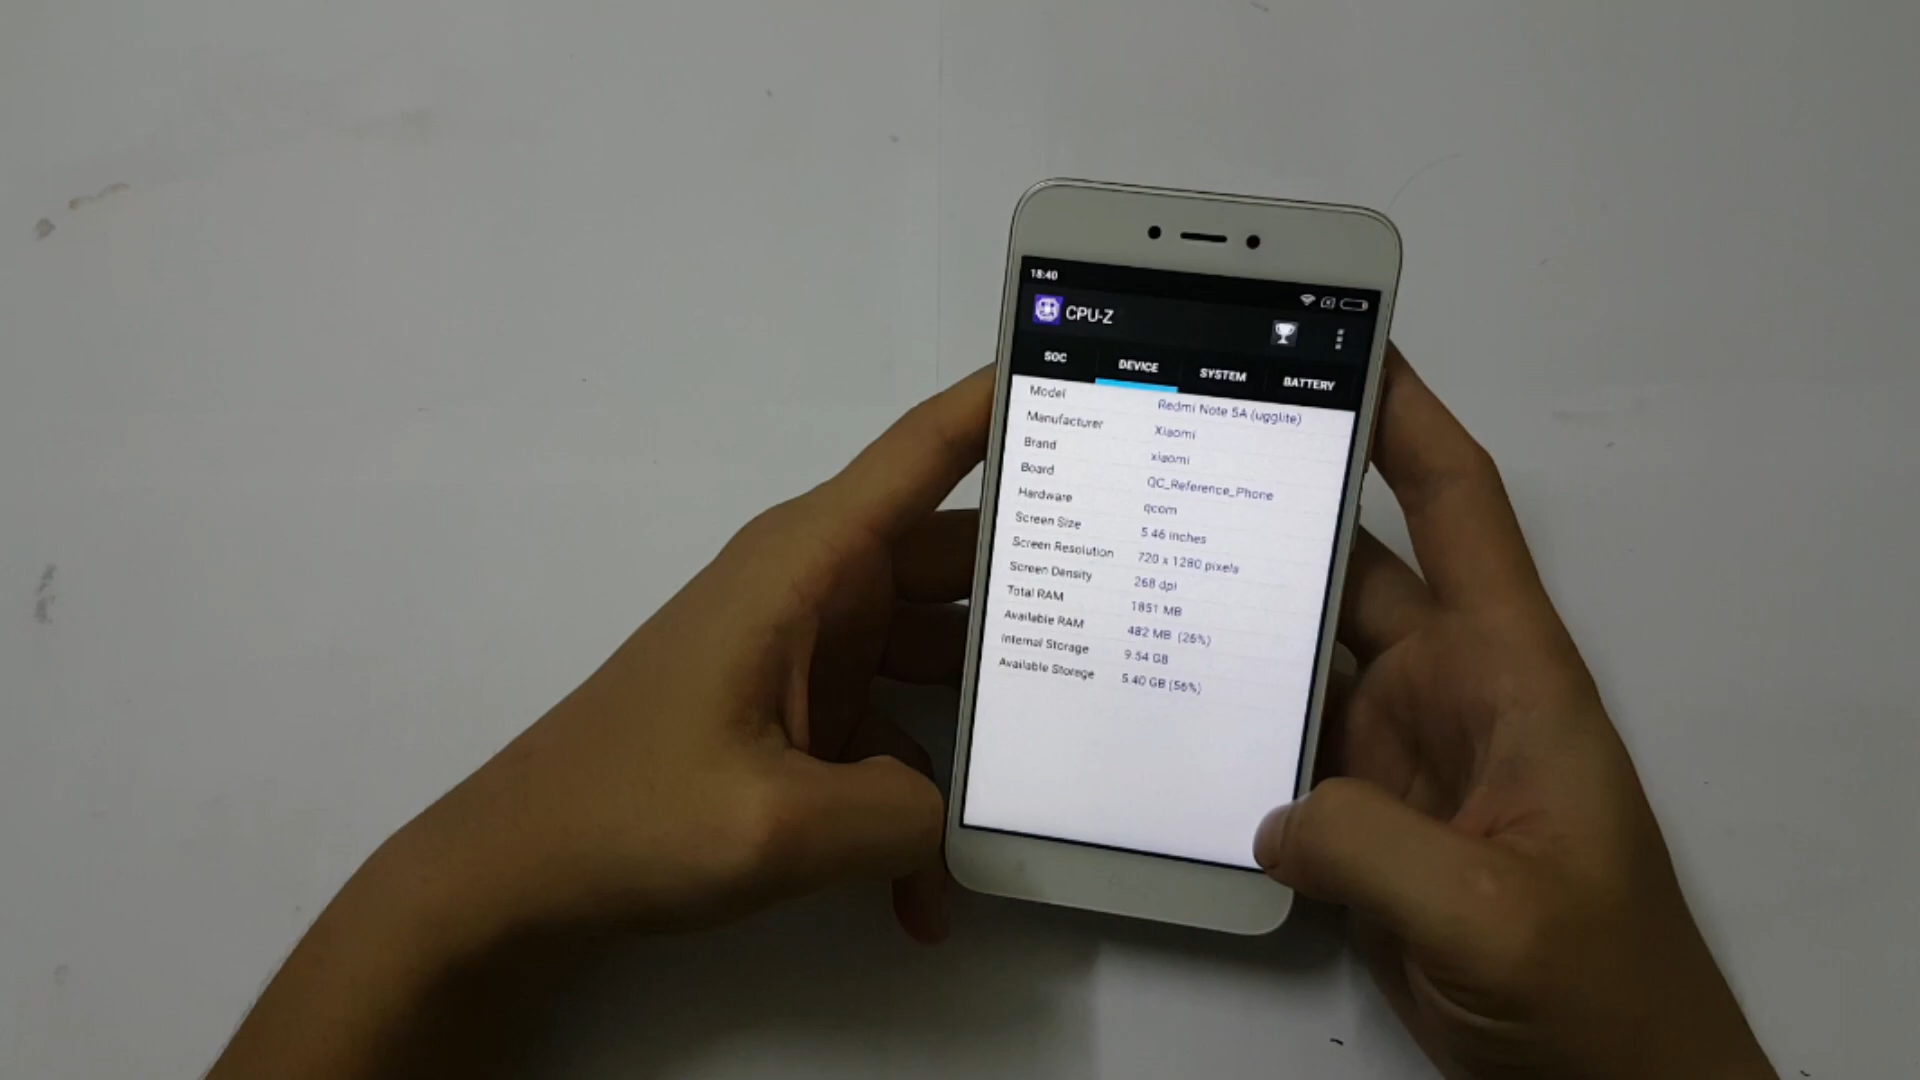 18:40
CPU-Z
SOC DEVICE SYSTEM BATTERY
Model Redmi Note 5A (ugglite)
Manufacturer Xiaomi
Brand xiaomi
Board QC_Reference_Phone
Hardware qcom
Screen Size 5.46 inches
Screen Resolution 720 x 1280 pixels
Screen Density 268 dpi
Total RAM 1851 MB
Available RAM 482 MB (26%)
Internal Storage 9.54 GB
Available Storage 5.40 GB (56%)